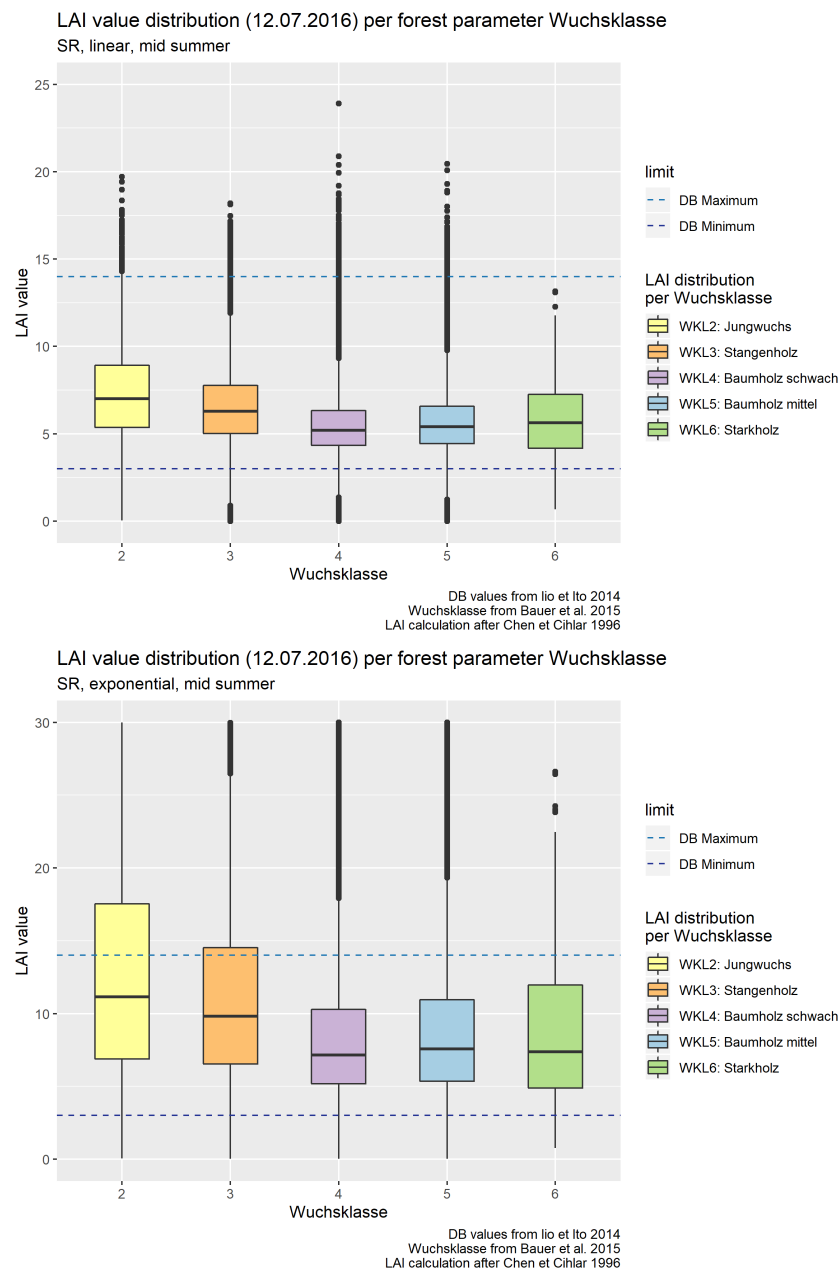 LAI value distribution (12.07.2016) per forest parameter Wuchsklasse
SR, linear, mid summer
25
20
15
10
5
0
LAI value
2 3 4 5 6
Wuchsklasse
limit
DB Maximum
DB Minimum
LAI distribution
per Wuchsklasse
WKL2: Jungwuchs
WKL3: Stangenholz
WKL4: Baumholz schwach
WKL5: Baumholz mittel
WKL6: Starkholz
DB values from Iio et Ito 2014
Wuchsklasse from Bauer et al. 2015
LAI calculation after Chen et Cihlar 1996
LAI value distribution (12.07.2016) per forest parameter Wuchsklasse
SR, exponential, mid summer
30
20
10
0
LAI value
2 3 4 5 6
Wuchsklasse
limit
DB Maximum
DB Minimum
LAI distribution
per Wuchsklasse
WKL2: Jungwuchs
WKL3: Stangenholz
WKL4: Baumholz schwach
WKL5: Baumholz mittel
WKL6: Starkholz
DB values from Iio et Ito 2014
Wuchsklasse from Bauer et al. 2015
LAI calculation after Chen et Cihlar 1996